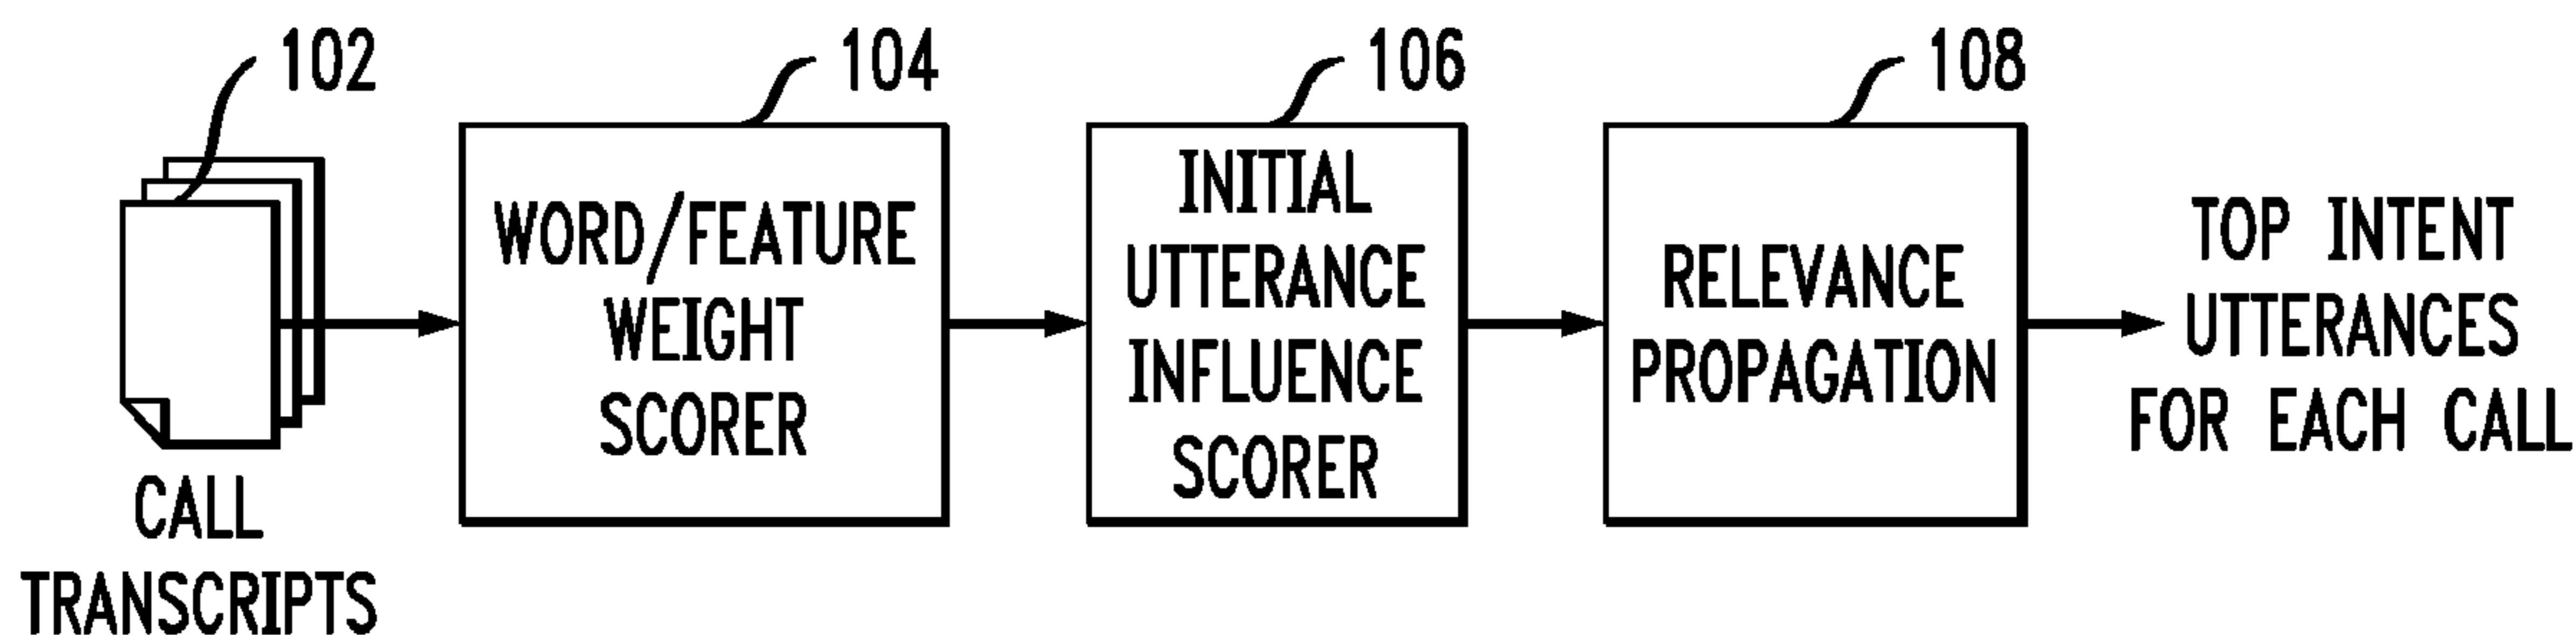 102
104
106
108
CALL
TRANSCRIPTS
WORD/FEATURE
WEIGHT
SCORER
INITIAL
UTTERANCE
INFLUENCE
SCORER
RELEVANCE
PROPAGATION
TOP INTENT
UTTERANCES
FOR EACH CALL